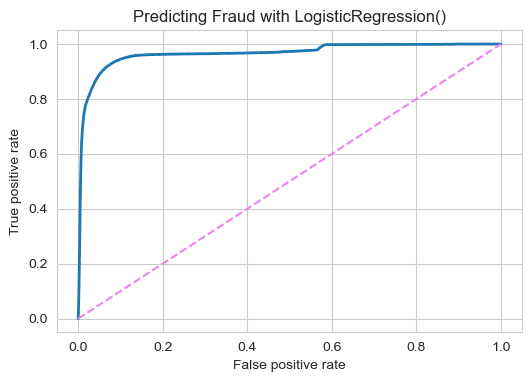 Predicting Fraud with LogisticRegression()
1.0
0.8
0.6
0.4
0.2
0.0
True positive rate
0.0 0.2 0.4 0.6 0.8 1.0
False positive rate